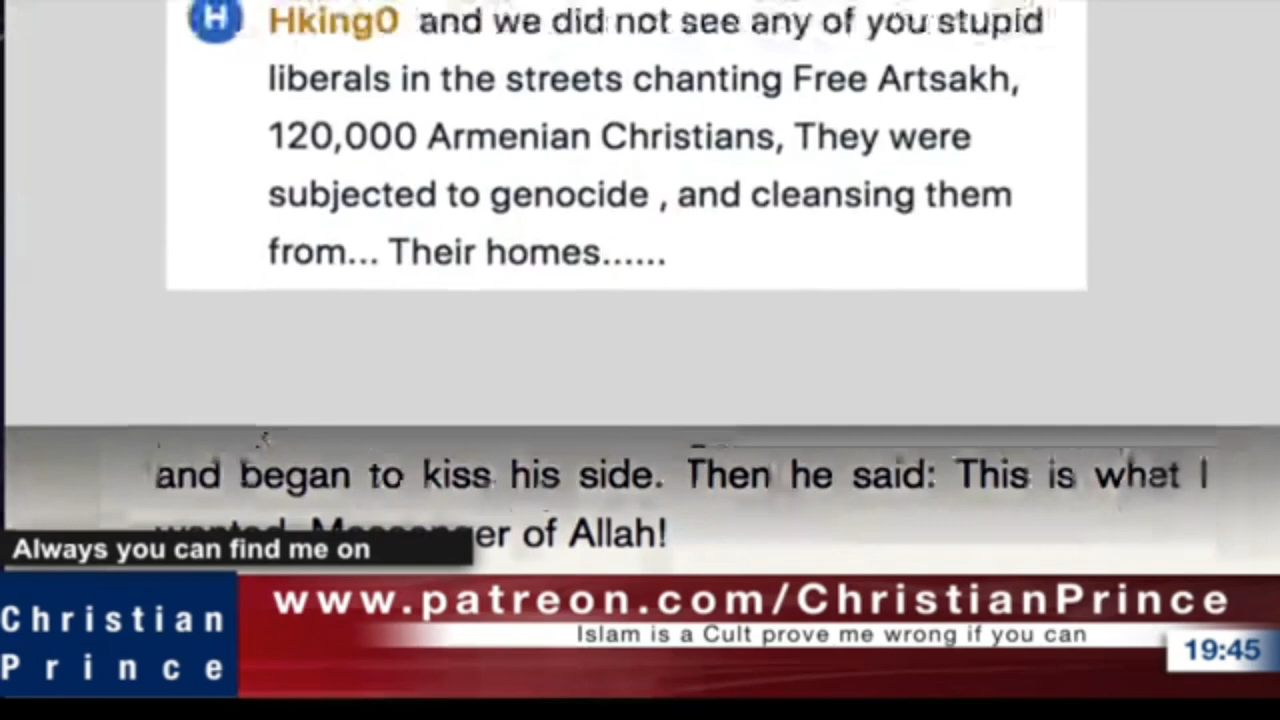 H
HkingO and we did not see any of you stupid
liberals in the streets chanting Free Artsakh,
120,000 Armenian Christians, They were
subjected to genocide , and cleansing them
from... Their homes......
and began to kiss his side. Then he said: This is what I
er of Allah!
Always you can find me on
Christian
Prince
www.patreon.com/ChristianPrince
Islam is a Cult prove me wrong if you can
19:45